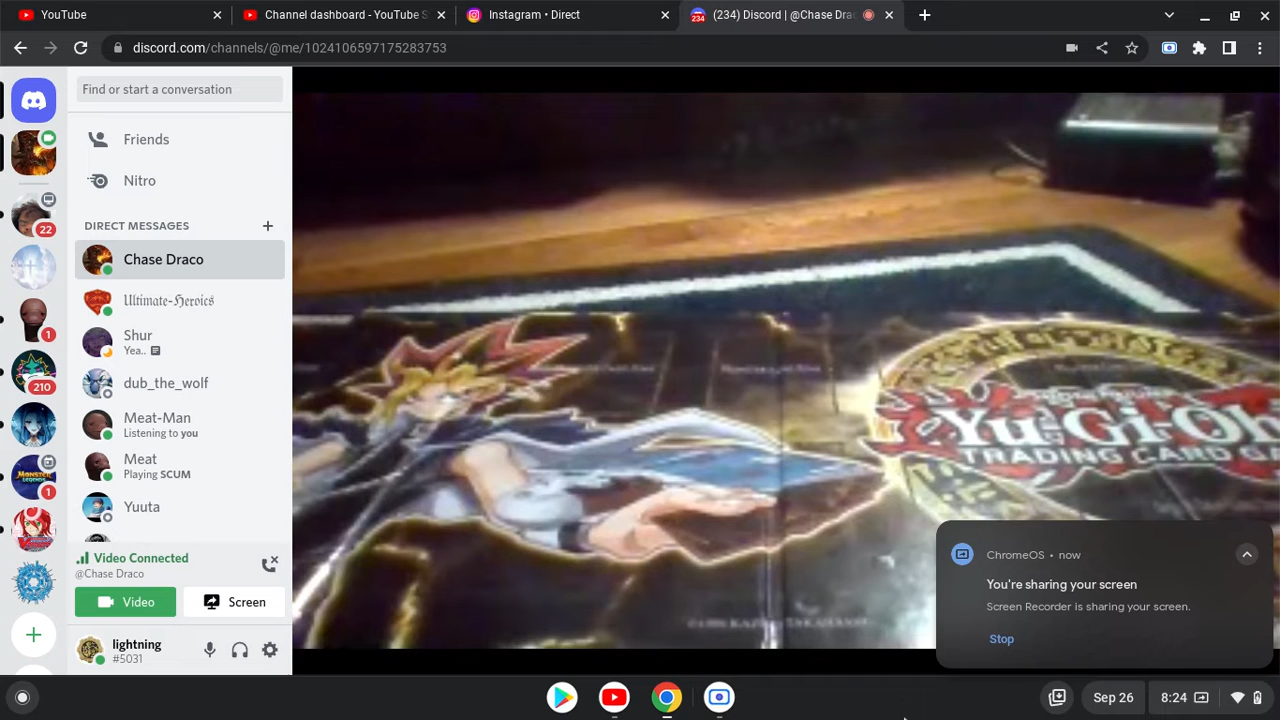 YouTube
Channel dashboard - YouTube S
Instagram • Direct
(234) Discord | @Chase Dra
discord.com/channels/@me/1024106597175283753
Find or start a conversation
Friends
Nitro
DIRECT MESSAGES
Chase Draco
𝔘𝔩𝔱𝔦𝔪𝔞𝔱𝔢-ℌ𝔢𝔯𝔬𝔦𝔠𝔰
Shur
Yea..
dub_the_wolf
Meat-Man
Listening to you
Meat
Playing SCUM
Yuuta
22
1
210
1
234
Video Connected
@Chase Draco
Video
Screen
lightning
#5031
Yu-Gi-Oh
TRADING CARD GA
ChromeOS • now
You're sharing your screen
Screen Recorder is sharing your screen.
Stop
Sep 26
8:24